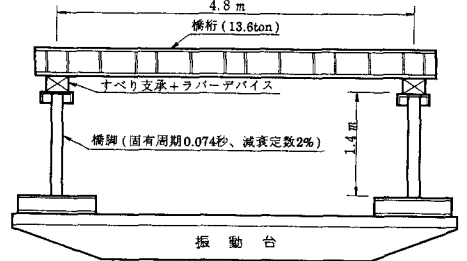 4.8 m
橋桁(13.6ton)
すべり支承+ラバーデバイス
橋脚(固有周期0.074秒、減衰定数2%)
1.4 m
振 動 台